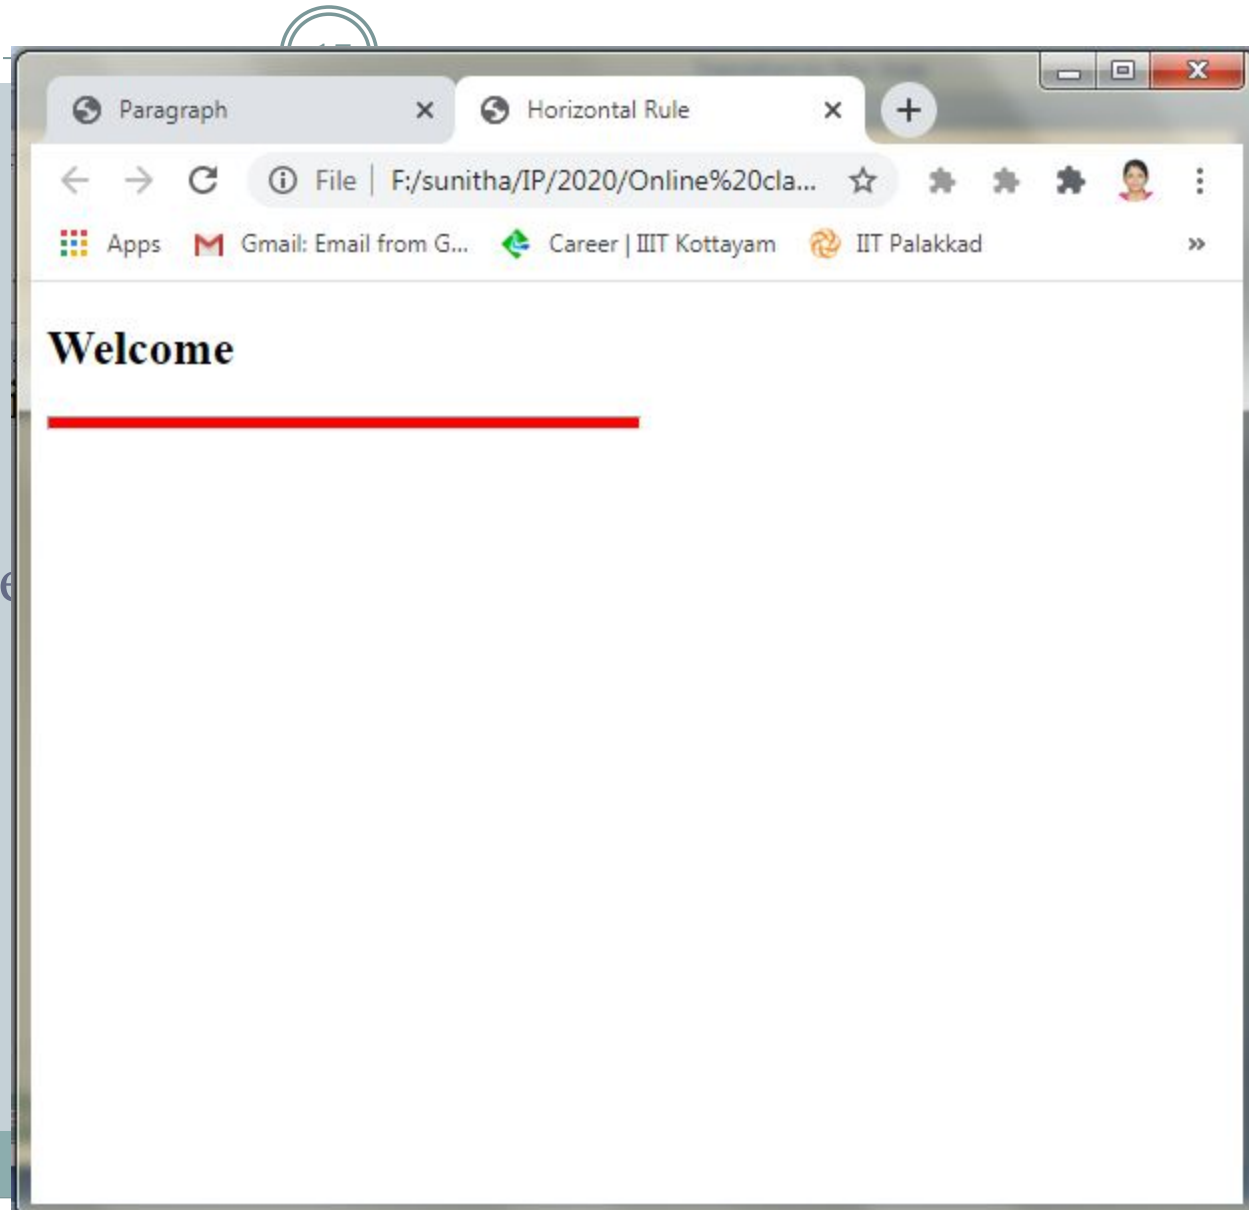 Paragraph
Horizontal Rule
File | F:/sunitha/IP/2020/Online%20cla...
Apps
Gmail: Email from G...
Career | IIIT Kottayam
IIT Palakkad
»
Welcome